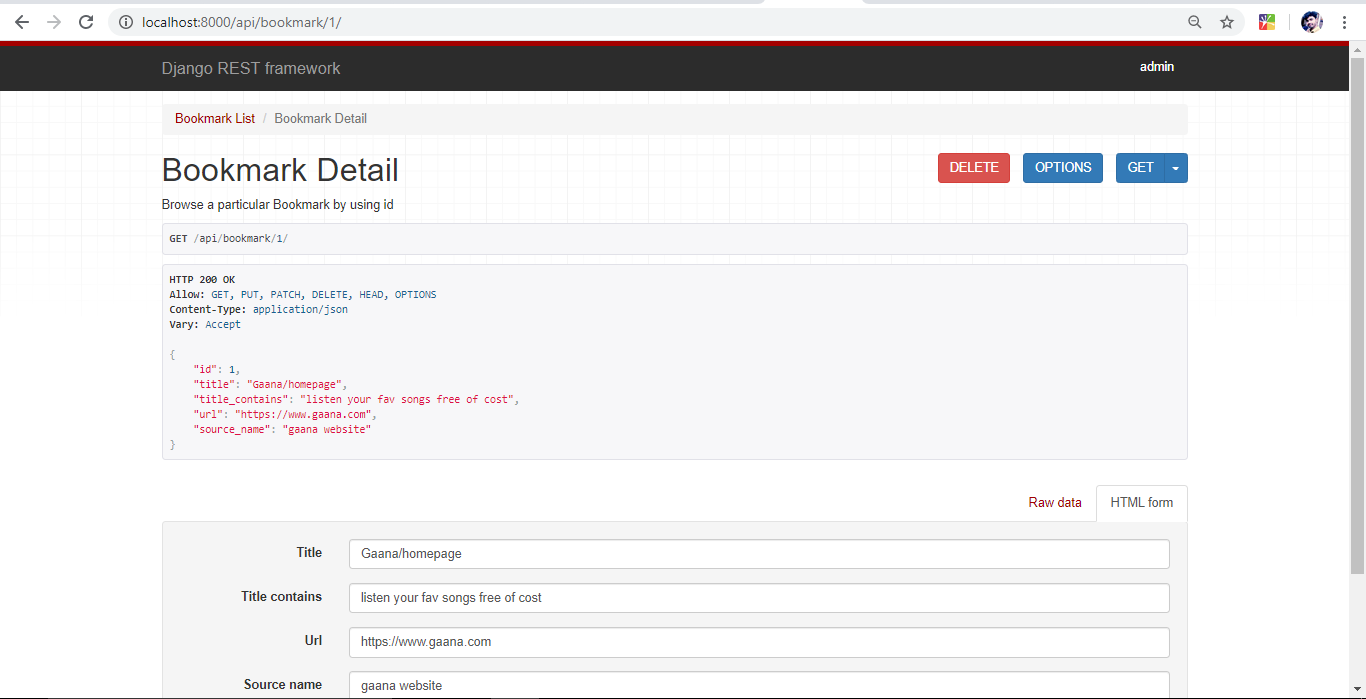 localhost:8000/api/bookmark/1/
Django REST framework
admin
Bookmark List / Bookmark Detail
Bookmark Detail
DELETE
OPTIONS
GET
Browse a particular Bookmark by using id
GET /api/bookmark/1/
HTTP 200 OK
Allow: GET, PUT, PATCH, DELETE, HEAD, OPTIONS
Content-Type: application/json
Vary: Accept
{
"id": 1,
"title": "Gaana/homepage",
"title_contains": "listen your fav songs free of cost",
"url": "https://www.gaana.com",
"source_name": "gaana website"
}
Raw data
HTML form
Title
Gaana/homepage
Title contains
listen your fav songs free of cost
Url
https://www.gaana.com
Source name
gaana website